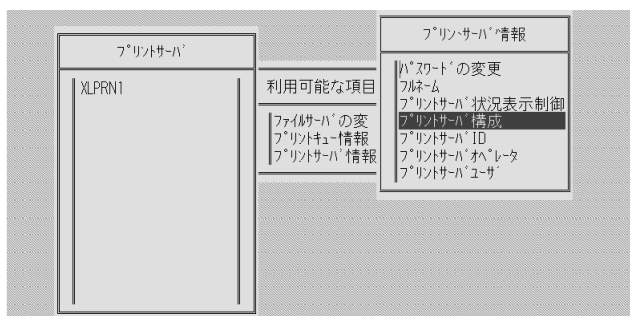 ﾌﾟﾘﾝﾄｻｰﾊﾞ
XLPRN1
利用可能な項目
ﾌｧｲﾙｻｰﾊﾞの変
ﾌﾟﾘﾝﾄｷｭｰ情報
ﾌﾟﾘﾝﾄｻｰﾊﾞ情報
ﾌﾟﾘﾝﾄｻｰﾊﾞ情報
ﾊﾟｽﾜｰﾄﾞの変更
ﾌﾙﾈｰﾑ
ﾌﾟﾘﾝﾄｻｰﾊﾞ状況表示制御
ﾌﾟﾘﾝﾄｻｰﾊﾞ構成
ﾌﾟﾘﾝﾄｻｰﾊﾞID
ﾌﾟﾘﾝﾄｻｰﾊﾞｵﾍﾟﾚｰﾀ
ﾌﾟﾘﾝﾄｻｰﾊﾞﾕｰｻﾞ